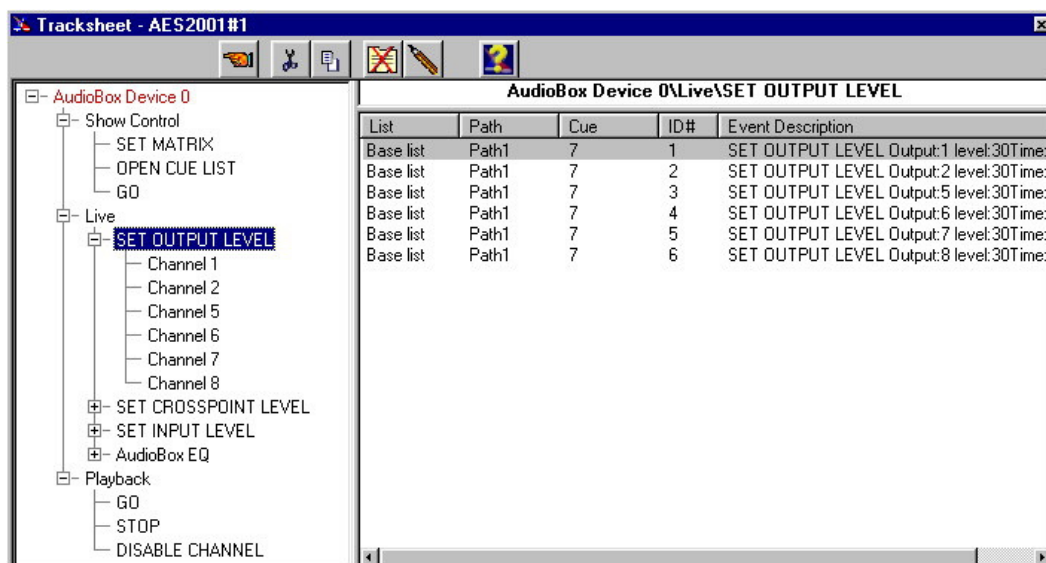 Tracksheet - AES2001#1
AudioBox Device 0
Show Control
SET MATRIX
OPEN CUE LIST
GO
Live
SET OUTPUT LEVEL
Channel 1
Channel 2
Channel 5
Channel 6
Channel 7
Channel 8
SET CROSSPOINT LEVEL
SET INPUT LEVEL
AudioBox EQ
Playback
GO
STOP
DISABLE CHANNEL
AudioBox Device 0\Live\SET OUTPUT LEVEL
List Path Cue ID# Event Description
Base list Path1 7 1 SET OUTPUT LEVEL Output:1 level:30Time:
Base list Path1 7 2 SET OUTPUT LEVEL Output:2 level:30Time:
Base list Path1 7 3 SET OUTPUT LEVEL Output:5 level:30Time:
Base list Path1 7 4 SET OUTPUT LEVEL Output:6 level:30Time:
Base list Path1 7 5 SET OUTPUT LEVEL Output:7 level:30Time:
Base list Path1 7 6 SET OUTPUT LEVEL Output:8 level:30Time: